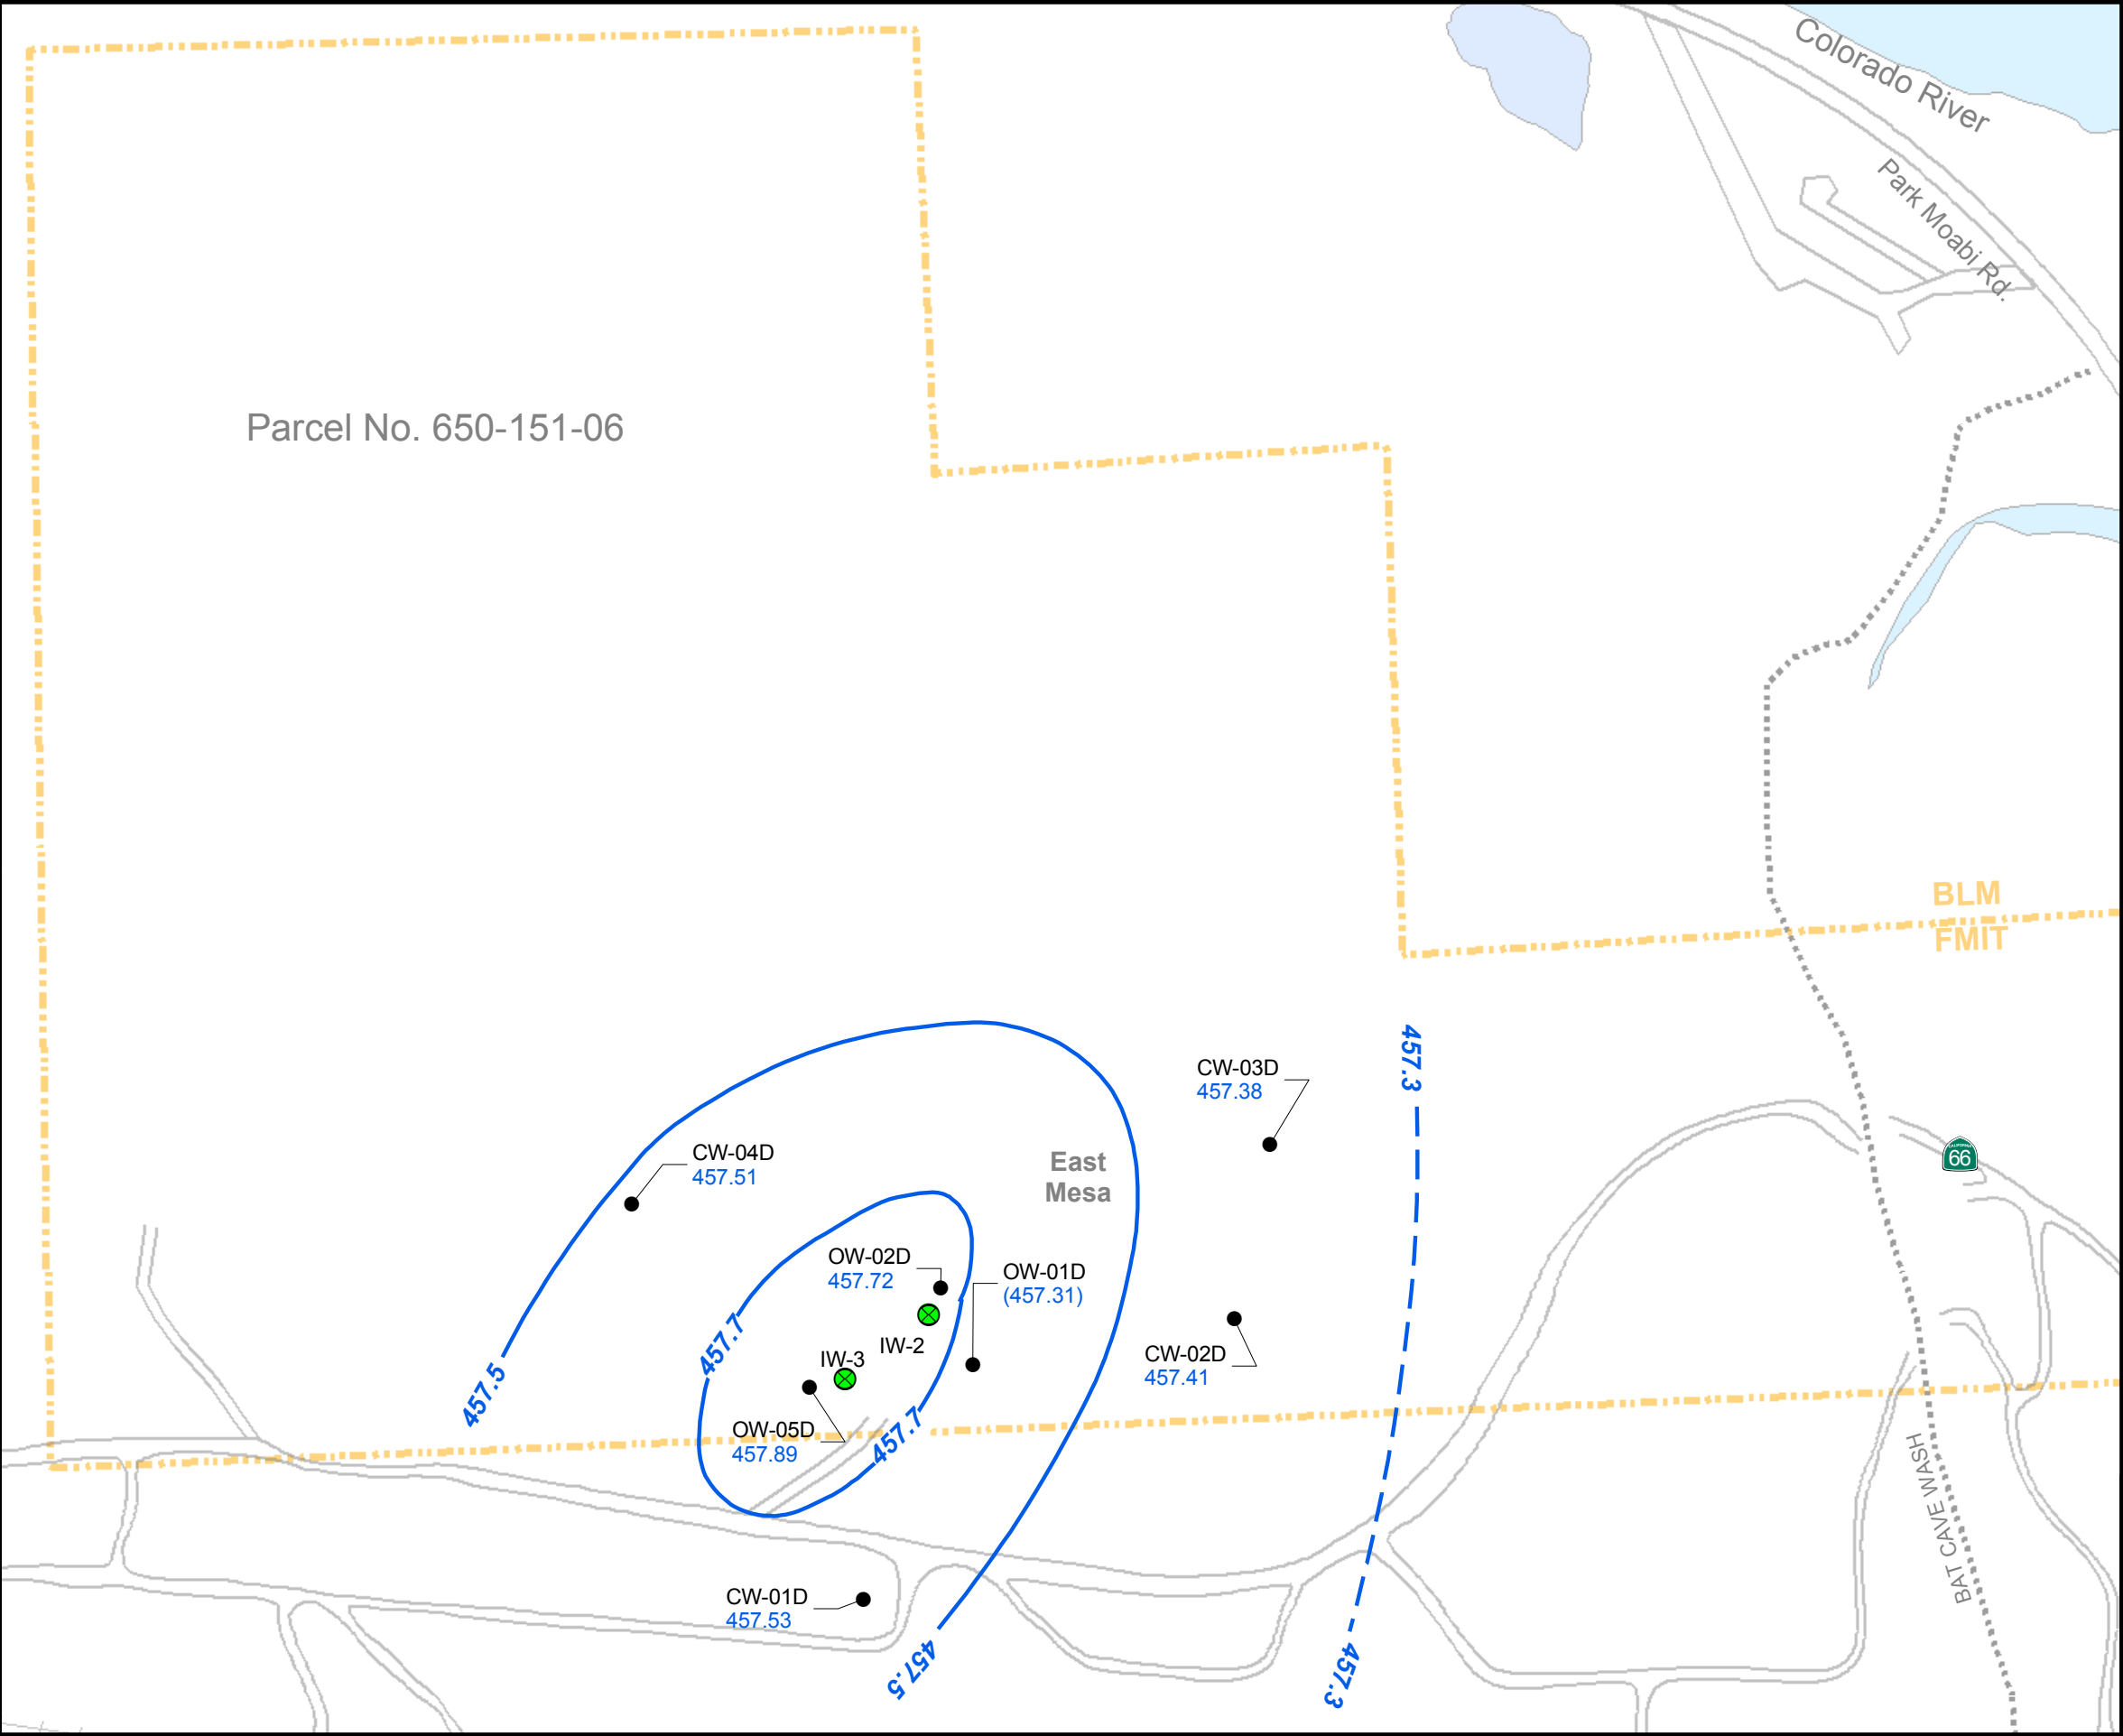 Colorado River
Park Moabi Rd.
Parcel No. 650-151-06
BLM
FMIT
457.3
CW-03D
457.38
CALIFORNIA
66
CW-04D
457.51
East
Mesa
OW-02D
457.72
OW-01D
(457.31)
457.7
IW-2
IW-3
CW-02D
457.41
457.5
OW-05D
457.89
457.7
BAT CAVE WASH
CW-01D
457.53
457.5
457.3